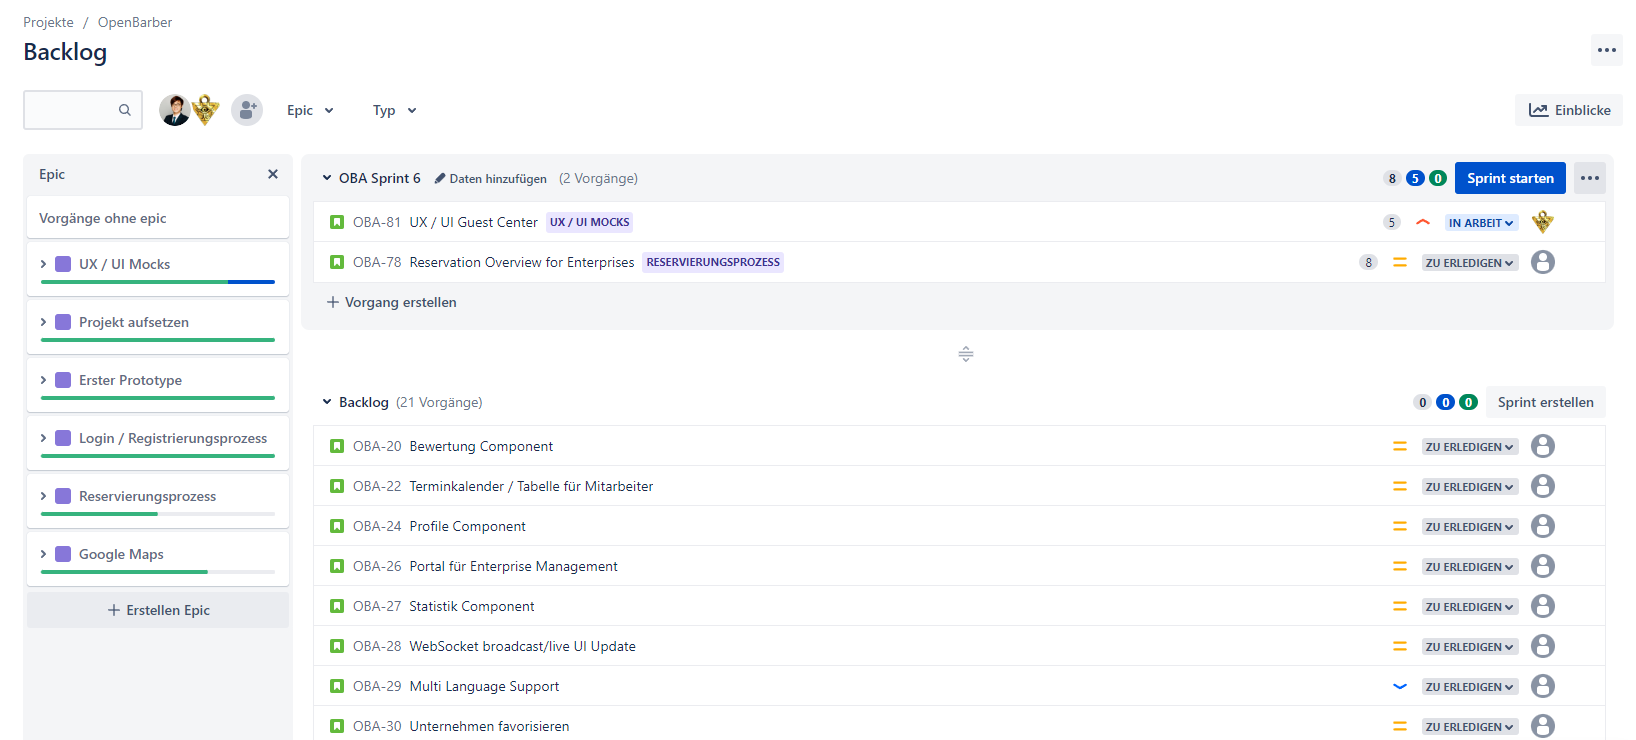 Projekte / OpenBarber
Backlog
Epic Typ Einblicke
Epic
Vorgänge ohne epic
UX / UI Mocks
Projekt aufsetzen
Erster Prototype
Login / Registrierungsprozess
Reservierungsprozess
Google Maps
+ Erstellen Epic
OBA Sprint 6 Daten hinzufügen (2 Vorgänge) 8 5 0 Sprint starten
OBA-81 UX / UI Guest Center UX / UI MOCKS 5 IN ARBEIT
OBA-78 Reservation Overview for Enterprises RESERVIERUNGSPROZESS 8 ZU ERLEDIGEN
+ Vorgang erstellen
Backlog (21 Vorgänge) 0 0 0 Sprint erstellen
OBA-20 Bewertung Component ZU ERLEDIGEN
OBA-22 Terminkalender / Tabelle für Mitarbeiter ZU ERLEDIGEN
OBA-24 Profile Component ZU ERLEDIGEN
OBA-26 Portal für Enterprise Management ZU ERLEDIGEN
OBA-27 Statistik Component ZU ERLEDIGEN
OBA-28 WebSocket broadcast/live UI Update ZU ERLEDIGEN
OBA-29 Multi Language Support ZU ERLEDIGEN
OBA-30 Unternehmen favorisieren ZU ERLEDIGEN